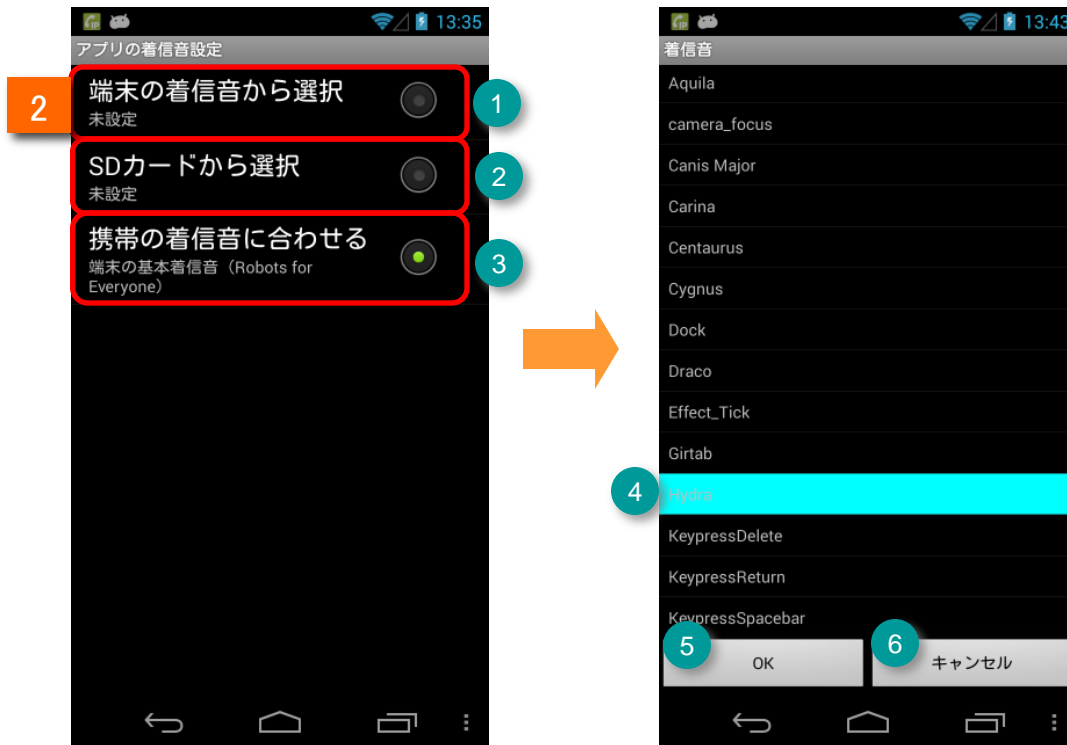 13:35
アプリの着信音設定
2
端末の着信音から選択
未設定
1
SDカードから選択
未設定
2
携帯の着信音に合わせる
端末の基本着信音（Robots for
Everyone）
3
13:43
着信音
Aquila
camera_focus
Canis Major
Carina
Centaurus
Cygnus
Dock
Draco
Effect_Tick
Girtab
4
Hydra
KeypressDelete
KeypressReturn
KeypressSpacebar
5
OK
6
キャンセル